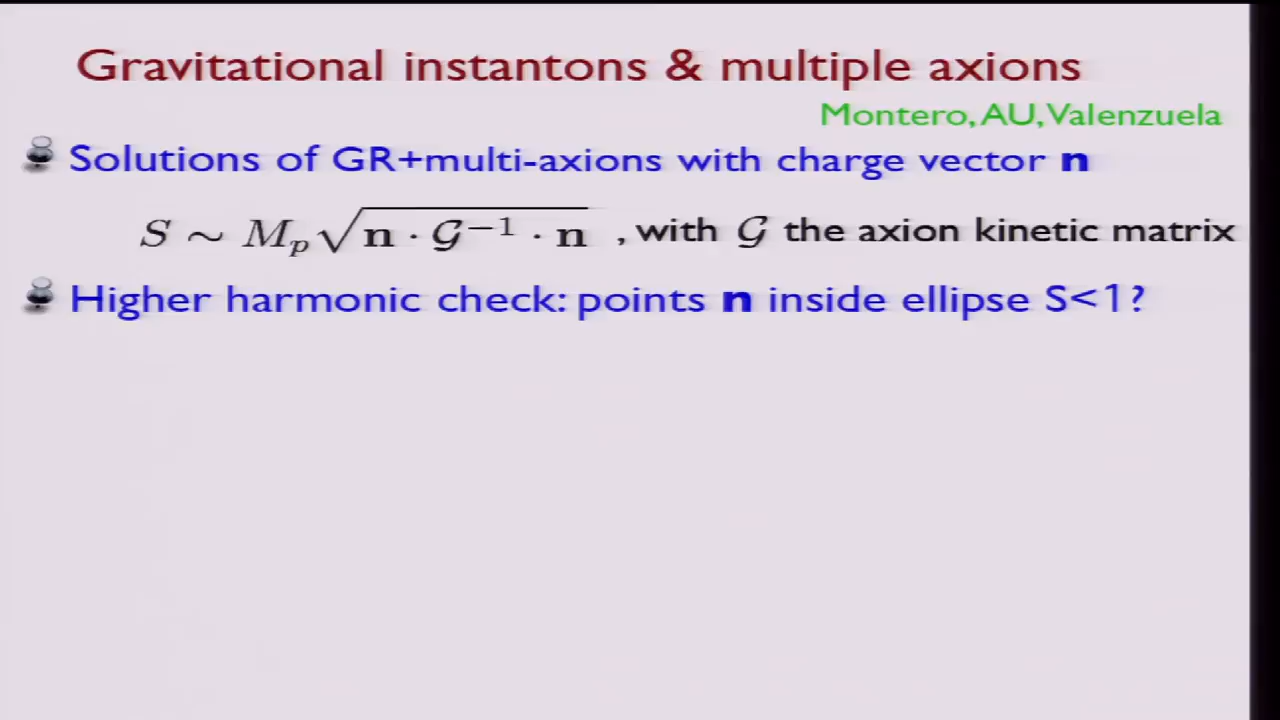 Gravitational instantons & multiple axions
Montero, AU, Valenzuela
Solutions of GR+multi-axions with charge vector n
S ∼ M_p √(n · 𝒢⁻¹ · n) , with 𝒢 the axion kinetic matrix
Higher harmonic check: points n inside ellipse S<1?